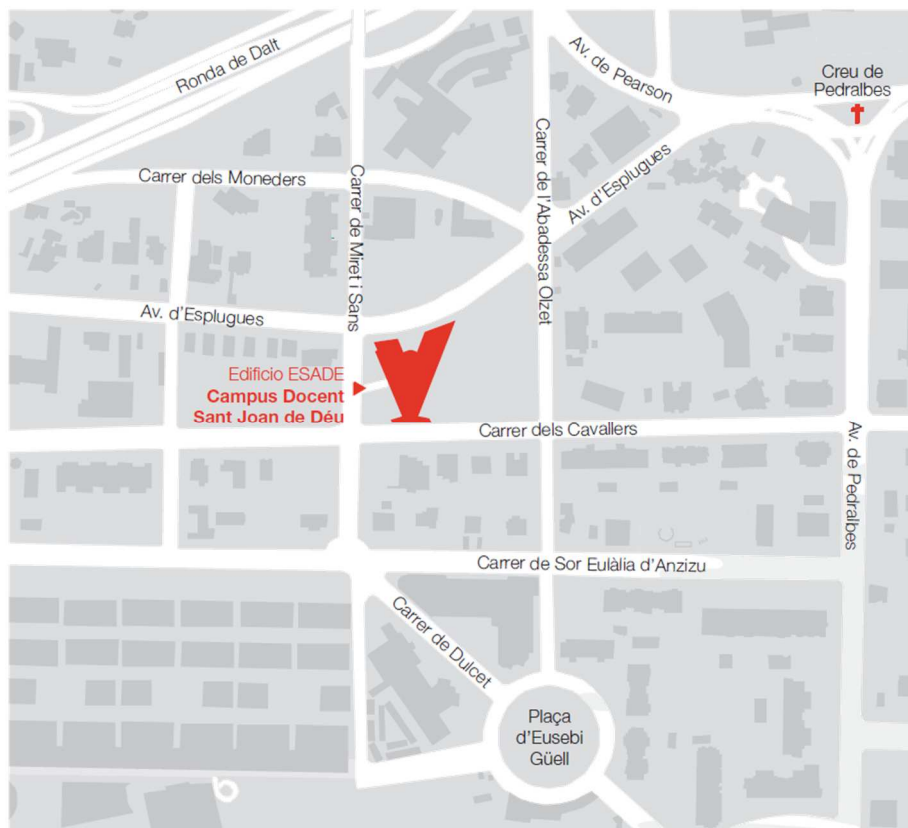 Ronda de Dalt
Av. de Pearson
Creu de
Pedralbes
Carrer dels Moneders
Carrer de Miret i Sans
Carrer de l'Abadessa Olzet
Av. d'Esplugues
Av. d'Esplugues
Edificio ESADE
Campus Docent
Sant Joan de Déu
Carrer dels Cavallers
Av. de Pedralbes
Carrer de Sor Eulàlia d'Anzizu
Carrer de Dulcet
Plaça
d'Eusebi
Güell